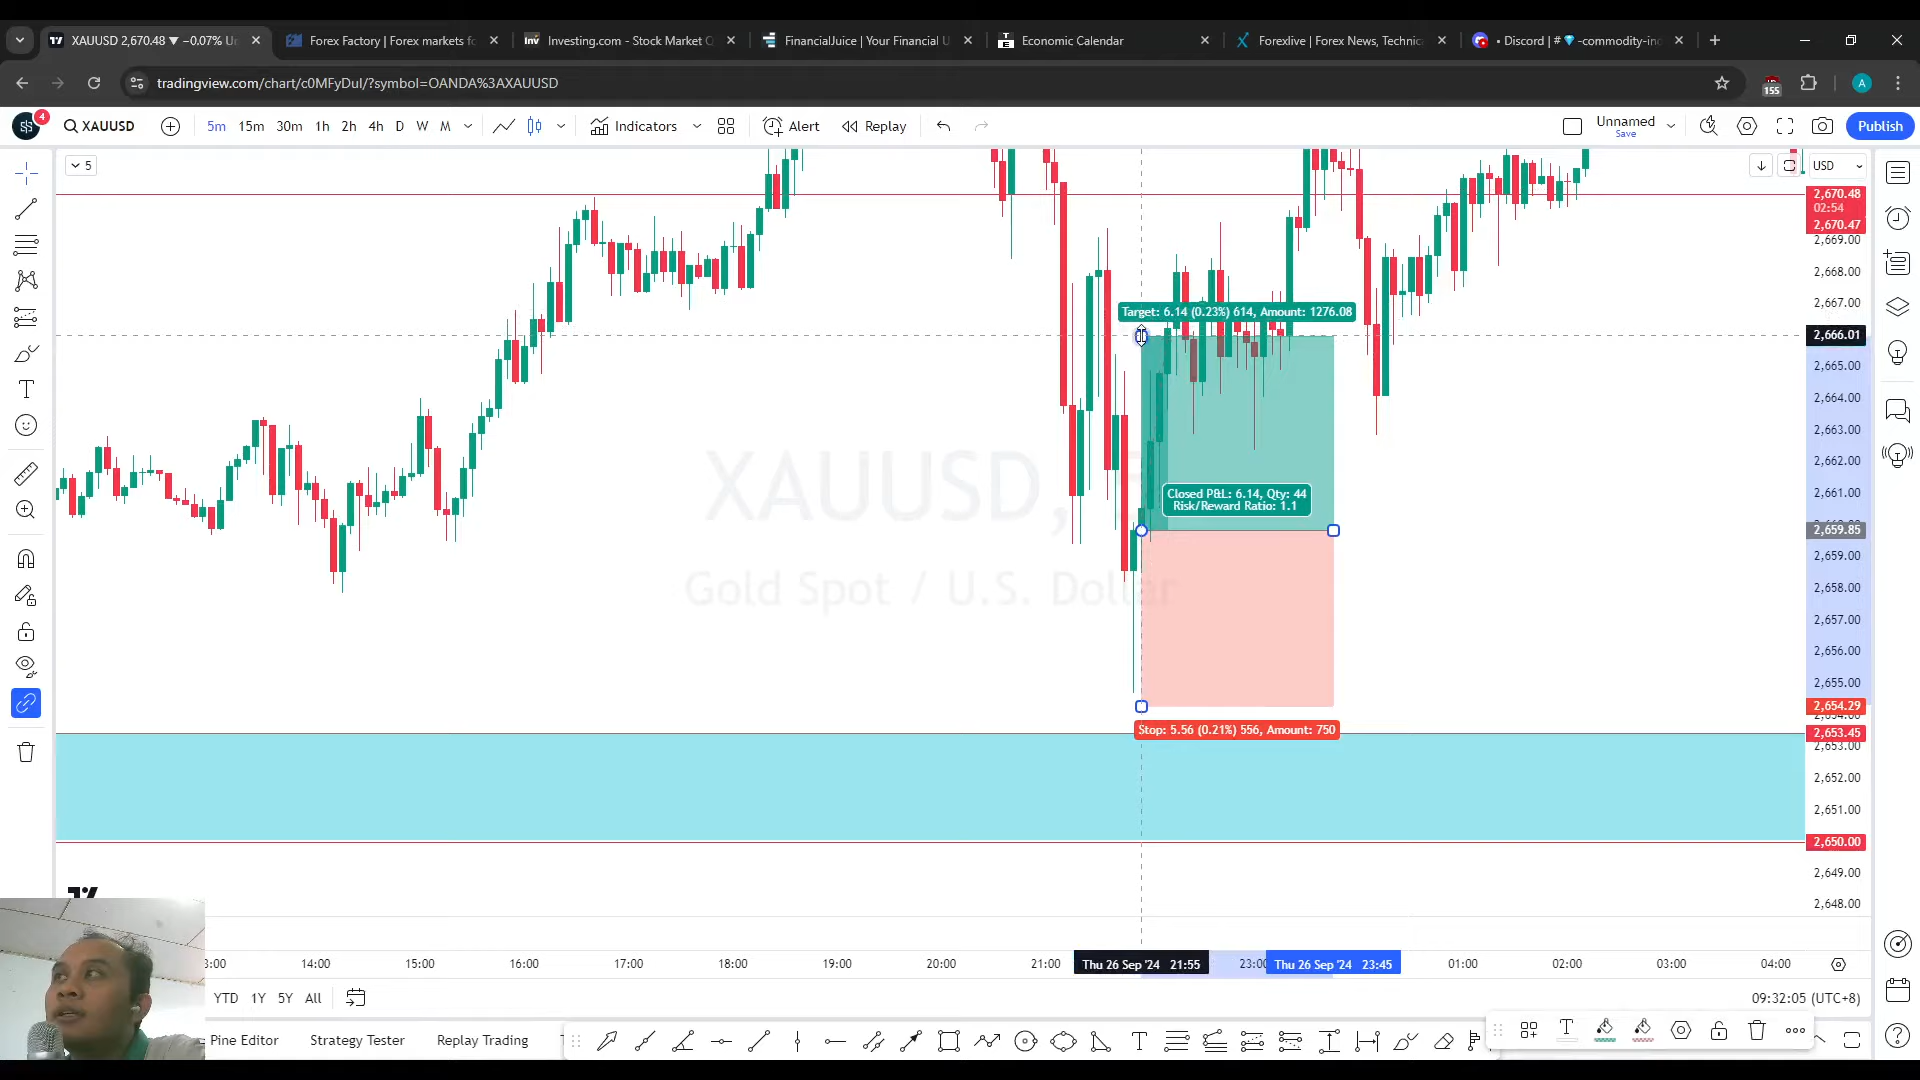 XAUUSD 2,670.48 ▼ −0.07% Un
Forex Factory | Forex markets fo
Investing.com - Stock Market Q
FinancialJuice | Your Financial U
Economic Calendar
Forexlive | Forex News, Technica
Discord | # 💎-commodity-ind
tradingview.com/chart/c0MFyDuI/?symbol=OANDA%3AXAUUSD
155
A
4
XAUUSD
5m 15m 30m 1h 2h 4h D W M
Indicators
Alert
Replay
Unnamed
Save
Publish
5
USD
2,670.48
02:54
2,670.47
2,669.00
2,668.00
2,667.00
2,666.01
2,665.00
2,664.00
2,663.00
2,662.00
2,661.00
2,659.85
2,659.00
2,658.00
2,657.00
2,656.00
2,655.00
2,654.29
2,653.45
2,653.00
2,652.00
2,651.00
2,650.00
2,649.00
2,648.00
Target: 6.14 (0.23%) 614, Amount: 1276.08
Closed P&L: 6.14, Qty: 44
Risk/Reward Ratio: 1.1
Stop: 5.56 (0.21%) 556, Amount: 750
XAUUSD,
Gold Spot / U.S. Dollar
14:00 15:00 16:00 17:00 18:00 19:00 20:00 21:00 Thu 26 Sep '24 21:55 Thu 26 Sep '24 23:45 01:00 02:00 03:00 04:00
YTD 1Y 5Y All
09:32:05 (UTC+8)
Pine Editor
Strategy Tester
Replay Trading